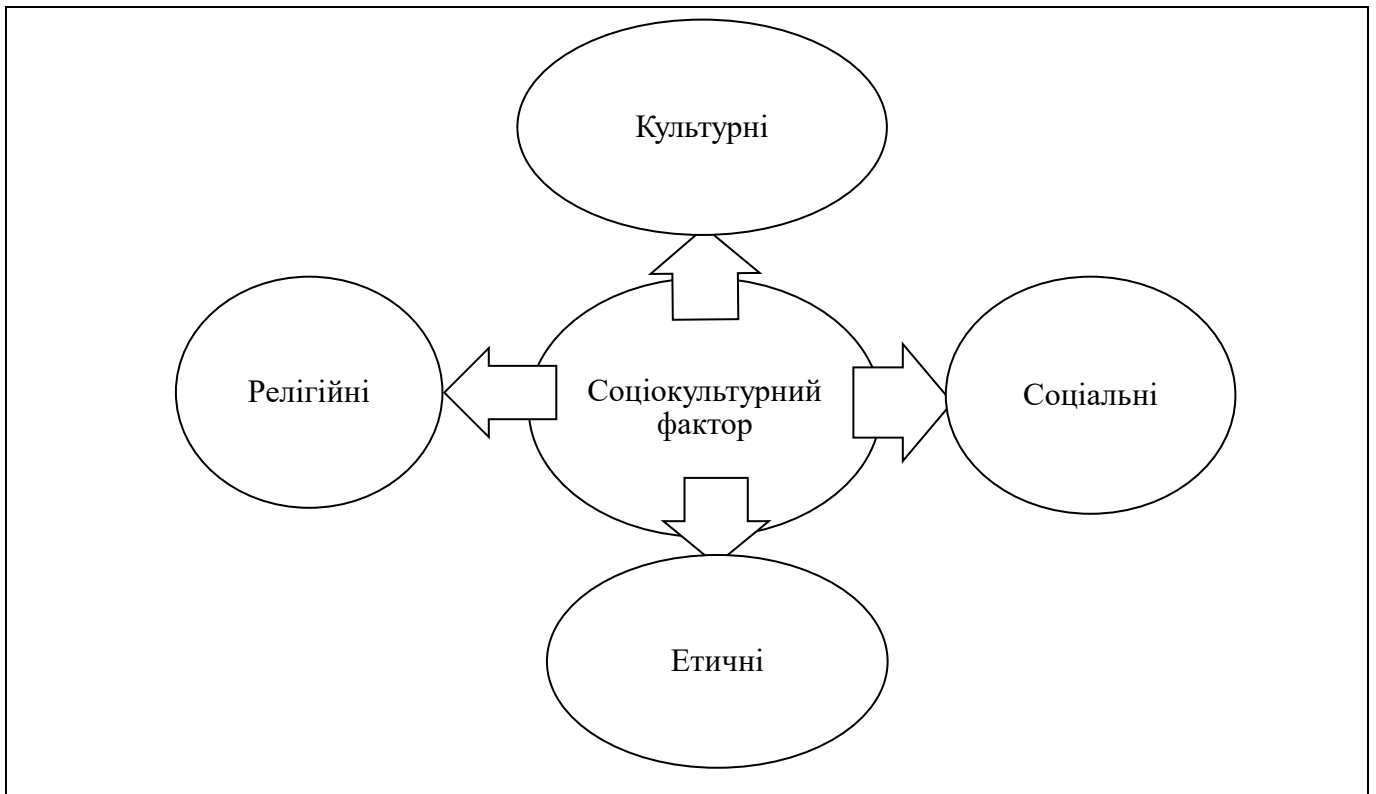 Культурні
Релігійні
Соціокультурний
фактор
Соціальні
Етичні